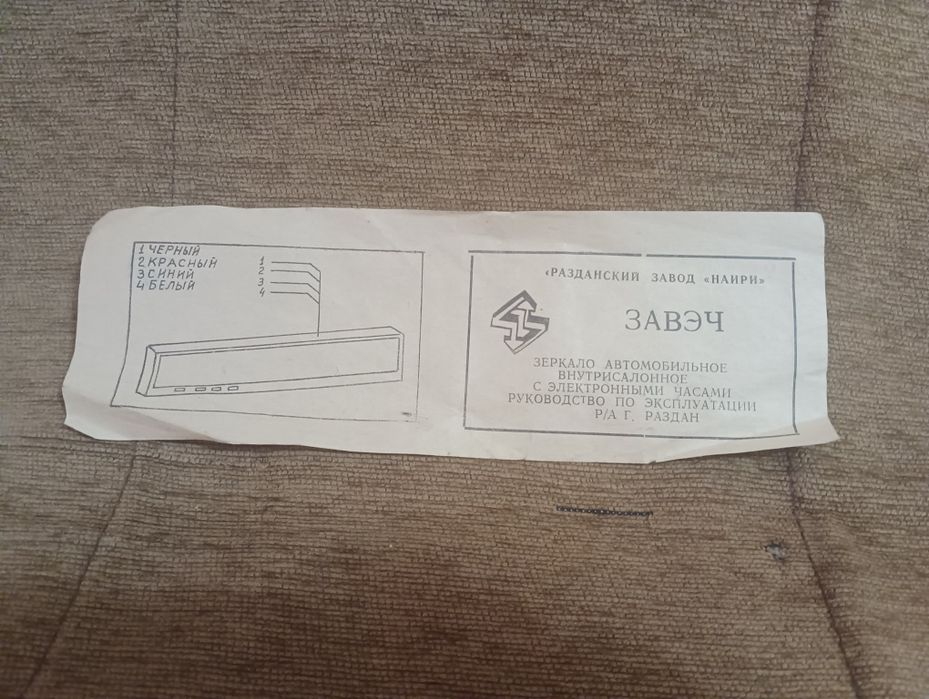 1 ЧЕРНЫЙ
2 КРАСНЫЙ
3 СИНИЙ
4 БЕЛЫЙ
1
2
3
4
«РАЗДАНСКИЙ ЗАВОД «НАИРИ»
ЗАВЭЧ
ЗЕРКАЛО АВТОМОБИЛЬНОЕ
ВНУТРИСАЛОННОЕ
С ЭЛЕКТРОННЫМИ ЧАСАМИ
РУКОВОДСТВО ПО ЭКСПЛУАТАЦИИ
Р/А Г. РАЗДАН